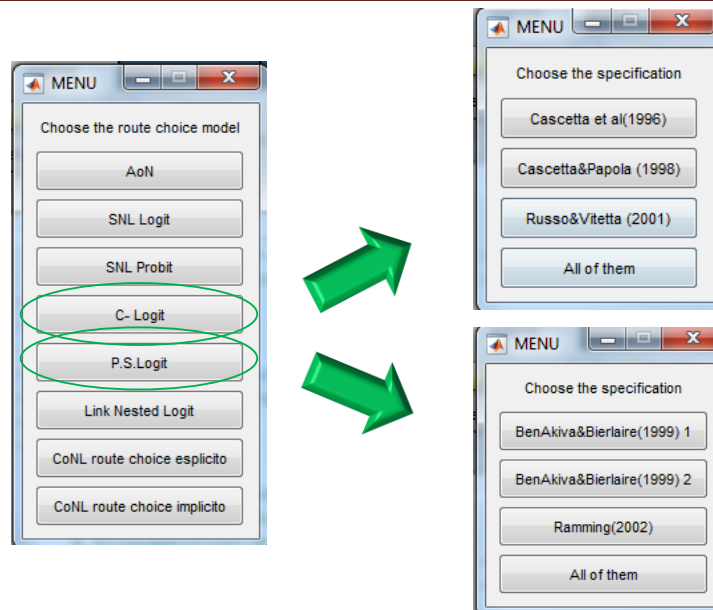 MENU
Choose the route choice model
AoN
SNL Logit
SNL Probit
C- Logit
P.S.Logit
Link Nested Logit
CoNL route choice esplicito
CoNL route choice implicito
MENU
Choose the specification
Cascetta et al(1996)
Cascetta&Papola (1998)
Russo&Vitetta (2001)
All of them
MENU
Choose the specification
BenAkiva&Bierlaire(1999) 1
BenAkiva&Bierlaire(1999) 2
Ramming(2002)
All of them